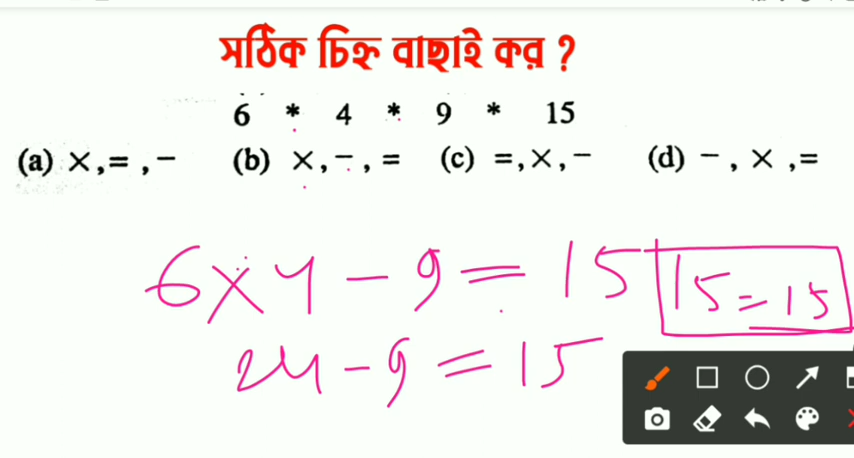 সঠিক চিহ্ন বাছাই কর ?
6 * 4 * 9 * 15
(a) ×,=,− (b) ×,−,= (c) =,×,− (d) −,×,=
6×4−9=15
15=15
24−9=15